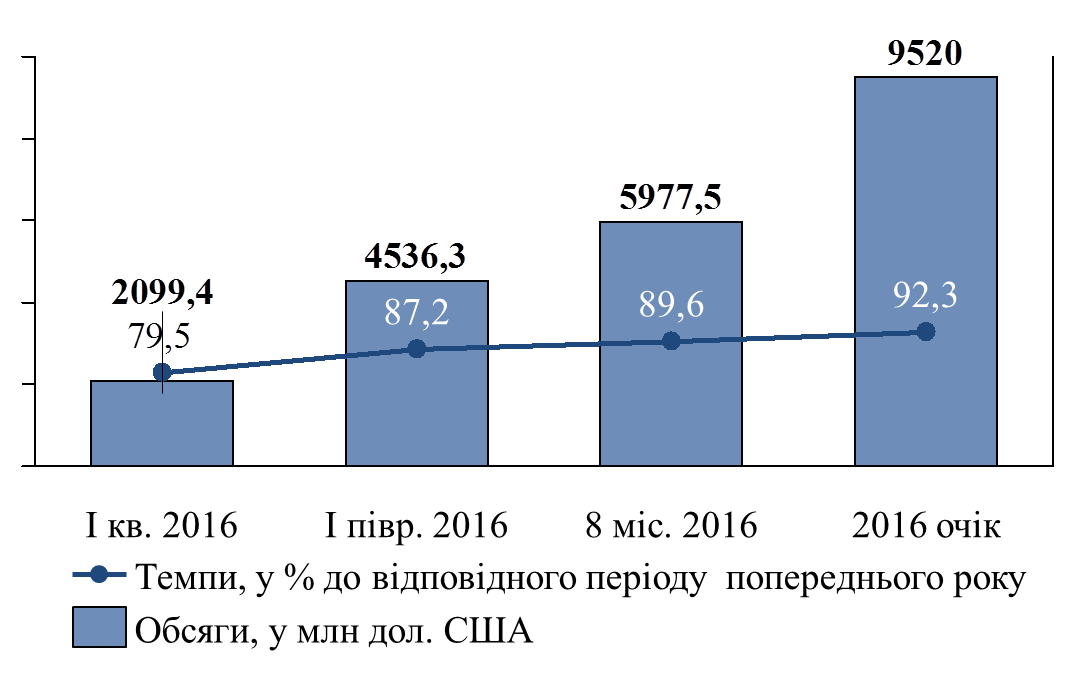 9520
5977,5
4536,3
2099,4
92,3
89,6
87,2
79,5
І кв. 2016
І півр. 2016
8 міс. 2016
2016 очік
Темпи, у % до відповідного періоду попереднього року
Обсяги, у млн дол. США